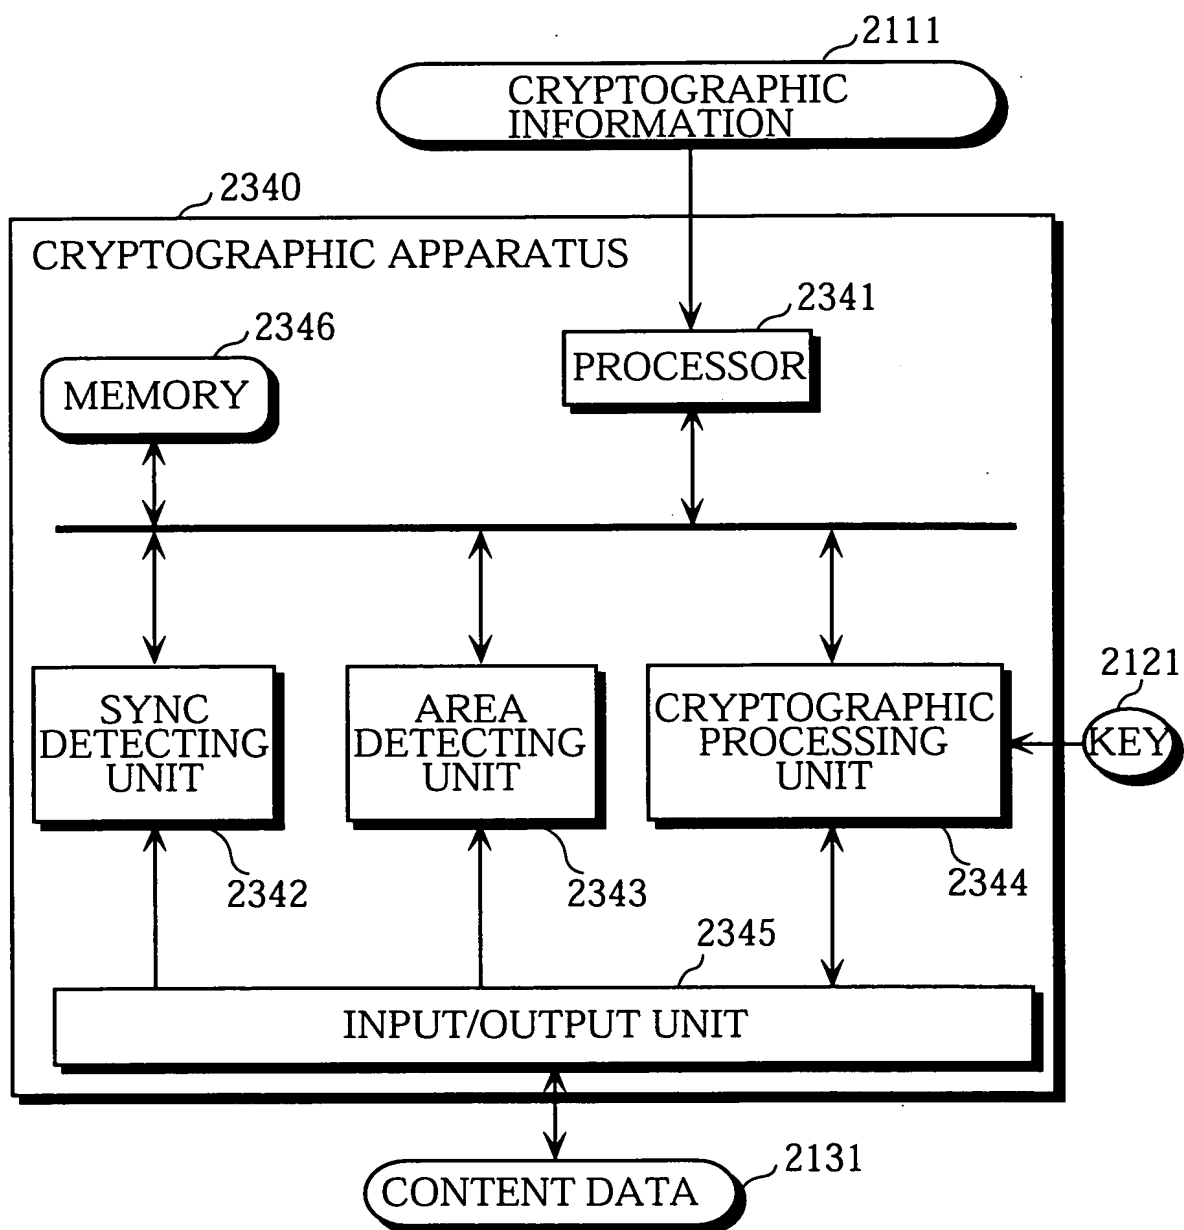 2111
CRYPTOGRAPHIC
INFORMATION
2340
CRYPTOGRAPHIC APPARATUS
2341
PROCESSOR
2346
MEMORY
SYNC
DETECTING
UNIT
AREA
DETECTING
UNIT
CRYPTOGRAPHIC
PROCESSING
UNIT
2121
KEY
2342
2343
2344
2345
INPUT/OUTPUT UNIT
CONTENT DATA
2131